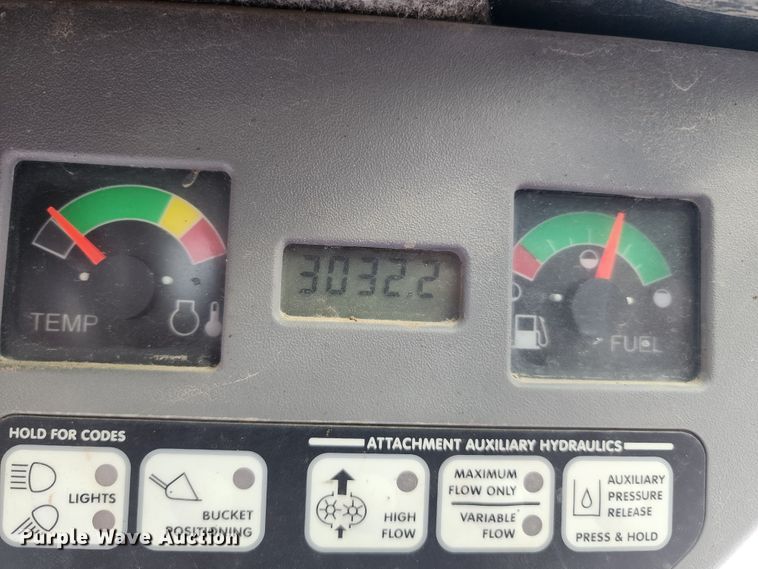 3032.2
TEMP
FUEL
HOLD FOR CODES
ATTACHMENT AUXILIARY HYDRAULICS
LIGHTS
BUCKET
POSITIONING
HIGH
FLOW
MAXIMUM
FLOW ONLY
VARIABLE
FLOW
AUXILIARY
PRESSURE
RELEASE
PRESS & HOLD
Purple Wave Auction